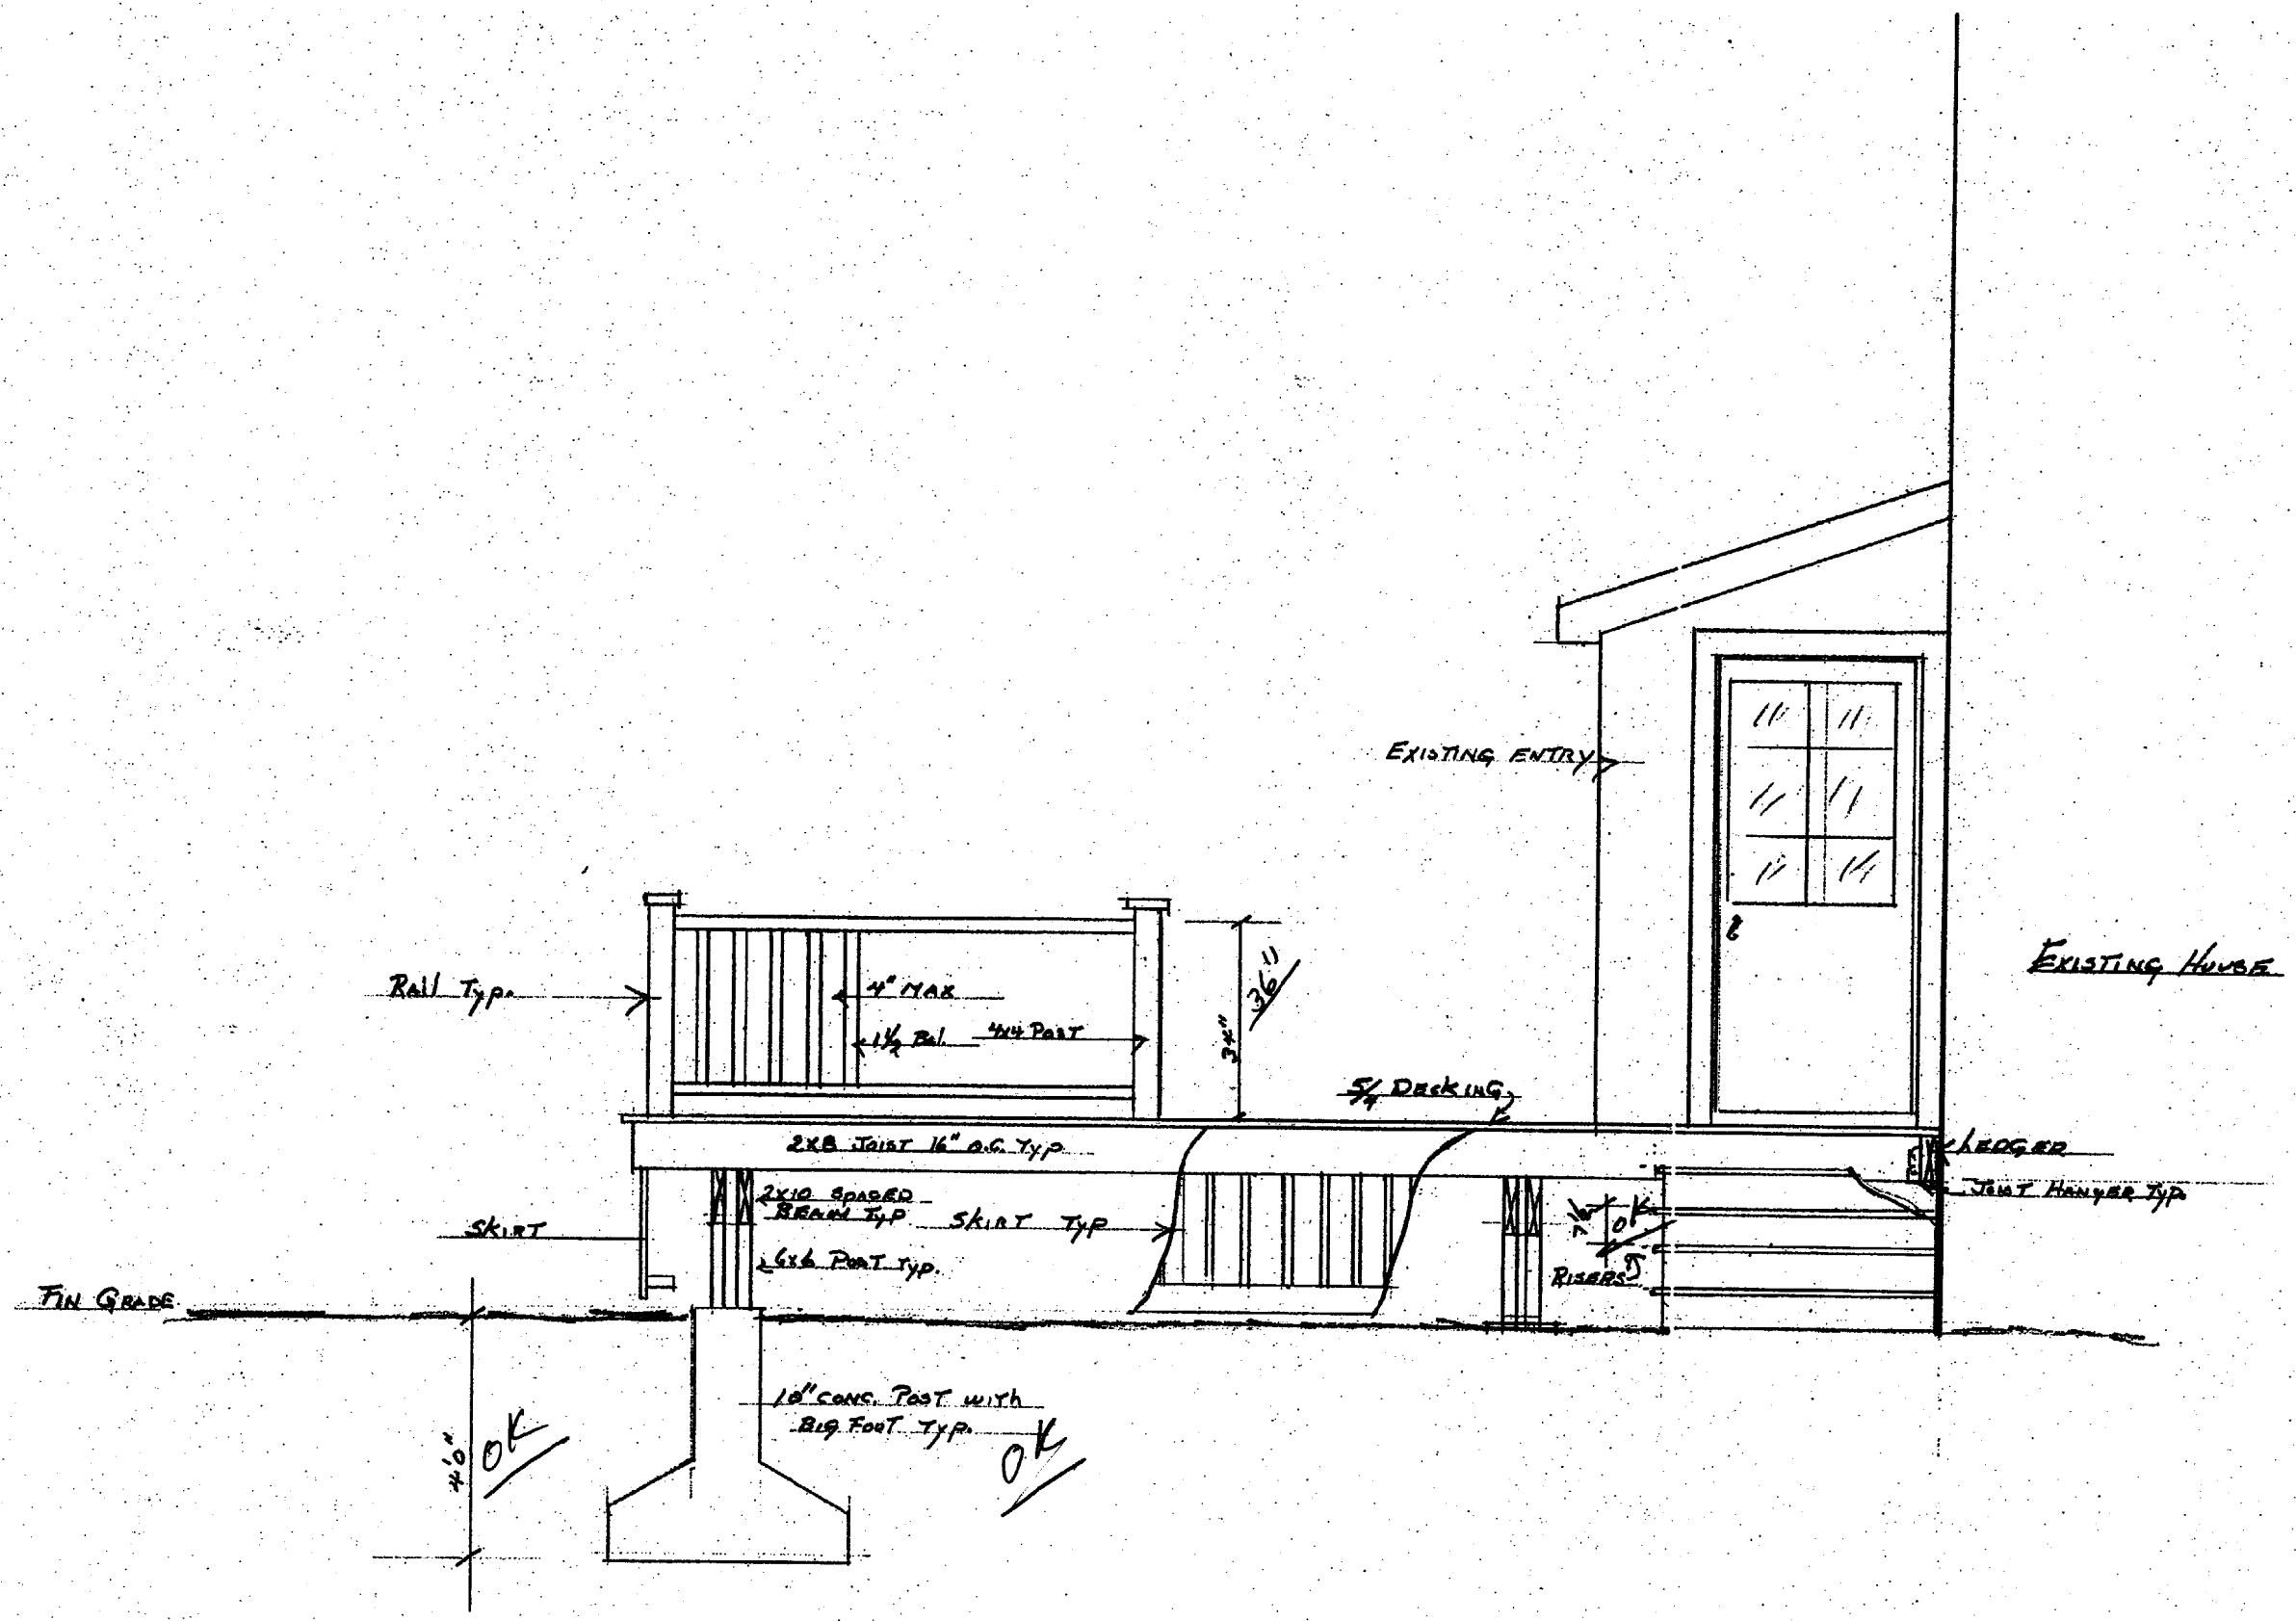 EXISTING ENTRY
EXISTING HOUSE
RAIL TYP.
4" MAX
1½ BAL.
4x4 POST
36"
34"
5/4 DECKING
2x8 JOIST 16" O.C. TYP
LEDGER
JOIST HANGER TYP.
2x10 SPACED
BEAM TYP
SKIRT TYP
SKIRT
OK
6x6 POST TYP.
RISERS
FIN GRADE
10" CONC. POST WITH
BIG FOOT TYP.
4'0"
OK
OK